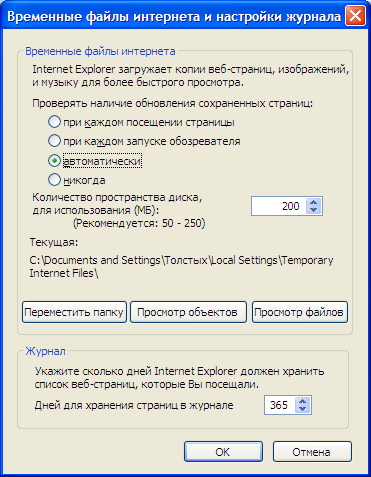 Временные файлы интернета и настройки журнала
Временные файлы интернета
Internet Explorer загружает копии веб-страниц, изображений,
и музыку для более быстрого просмотра.
Проверять наличие обновления сохраненных страниц:
при каждом посещении страницы
при каждом запуске обозревателя
автоматически
никогда
Количество пространства диска,
для использования (МБ):
200
(Рекомендуется: 50 - 250)
Текущая:
C:\Documents and Settings\Толстых\Local Settings\Temporary
Internet Files\
Переместить папку Просмотр объектов Просмотр файлов
Журнал
Укажите сколько дней Internet Explorer должен хранить
список веб-страниц, которые Вы посещали.
Дней для хранения страниц в журнале 365
OK Отмена